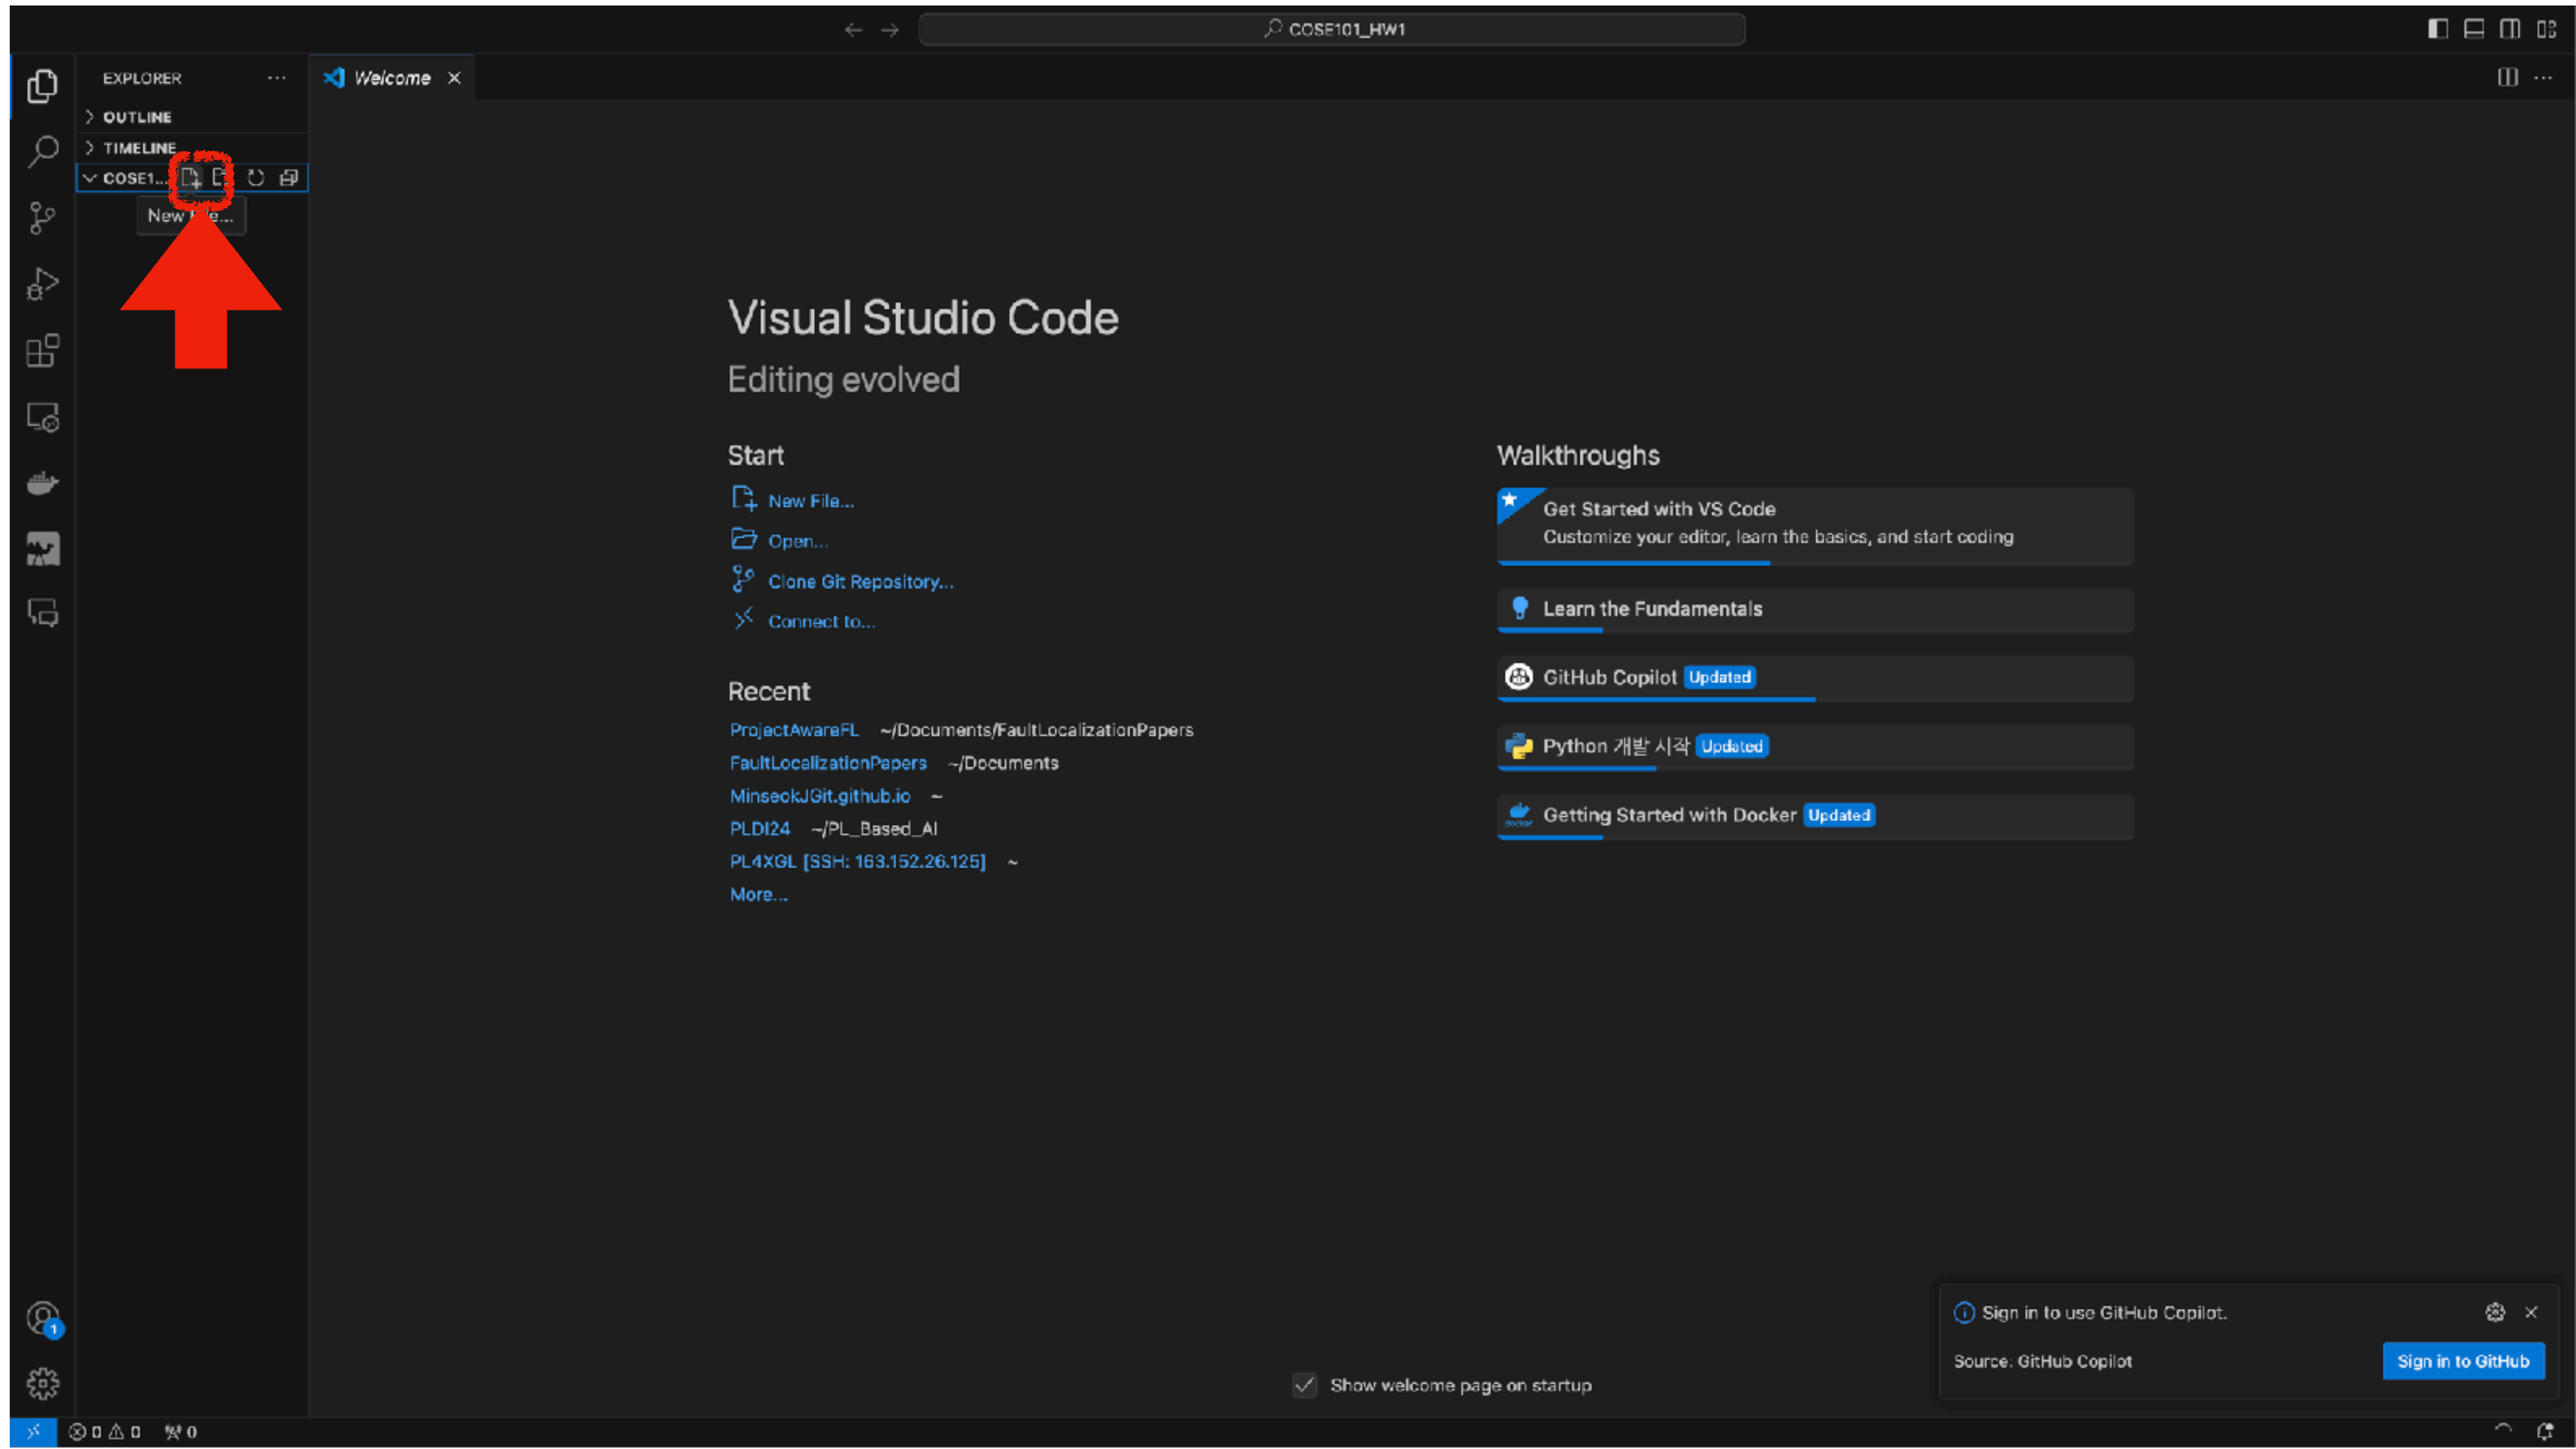 COSE101_HW1
EXPLORER
Welcome
OUTLINE
TIMELINE
COSE1...
New
Visual Studio Code
Editing evolved
Start
New File...
Open...
Clone Git Repository...
Connect to...
Recent
ProjectAwareFL ~/Documents/FaultLocalizationPapers
FaultLocalizationPapers ~/Documents
MinseokJGit.github.io ~
PLDI24 ~/PL_Based_AI
PL4XGL [SSH: 163.152.26.125] ~
More...
Walkthroughs
Get Started with VS Code
Customize your editor, learn the basics, and start coding
Learn the Fundamentals
GitHub Copilot Updated
Python 개발 시작 Updated
Getting Started with Docker Updated
Sign in to use GitHub Copilot.
Source: GitHub Copilot
Sign in to GitHub
Show welcome page on startup
1
0 0 0